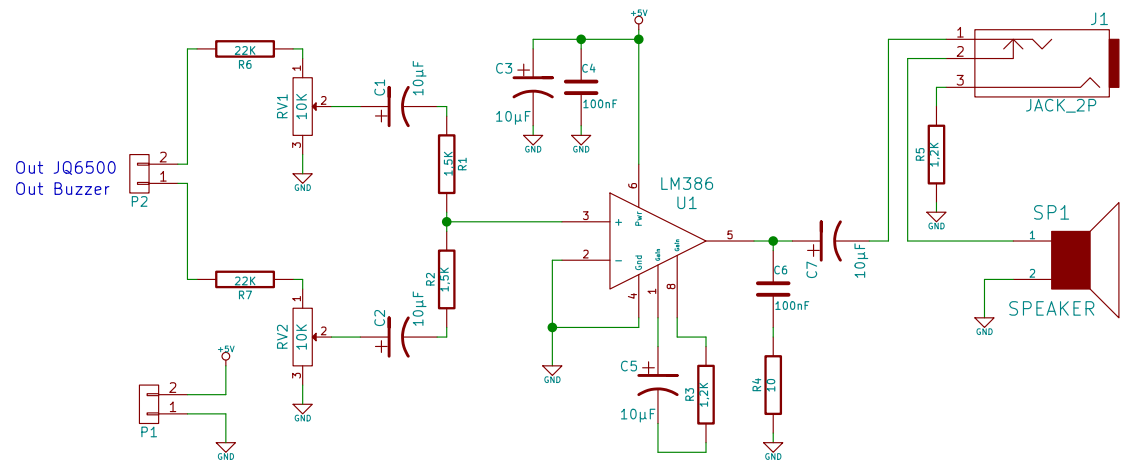 +5V
J1
22K
R6
1
RV1
10K
2
3
GND
C1
10µF
C3
10µF
GND
C4
100nF
GND
1
2
3
JACK_2P
R5
1,2K
GND
Out JQ6500
Out Buzzer
2
1
P2
1,5K
R1
R2
1,5K
LM386
U1
6
Pwr
3
+
2
-
Gnd
4
Gain
1
Gain
8
5
GND
C7
10µF
SP1
1
2
SPEAKER
GND
22K
R7
1
RV2
10K
2
3
GND
C2
10µF
C6
100nF
R4
10
GND
C5
10µF
R3
1,2K
+5V
2
1
P1
GND